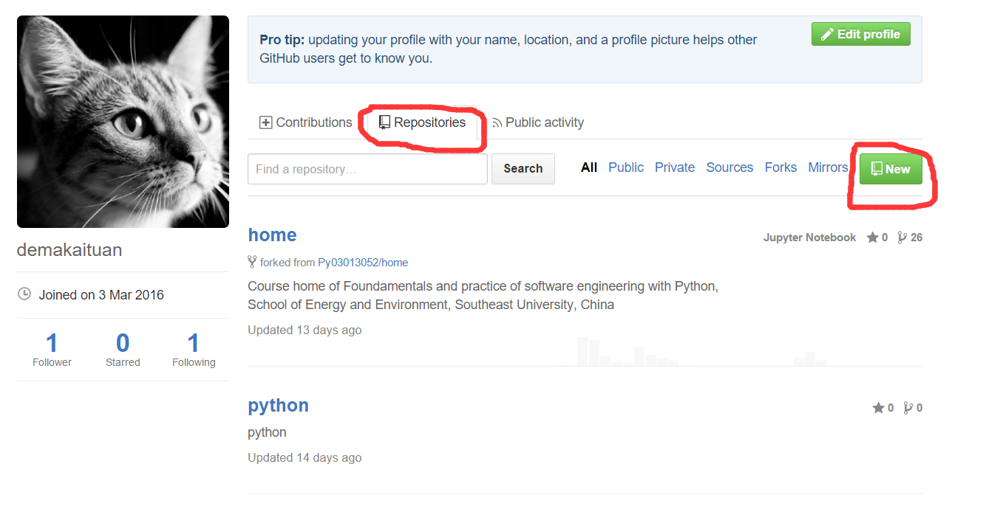 Pro tip: updating your profile with your name, location, and a profile picture helps other
GitHub users get to know you.
Edit profile
Contributions
Repositories
Public activity
Find a repository…
Search
All Public Private Sources Forks Mirrors
New
demakaituan
Joined on 3 Mar 2016
1 0 1
Follower Starred Following
home
Jupyter Notebook 0 26
forked from Py03013052/home
Course home of Foundamentals and practice of software engineering with Python,
School of Energy and Environment, Southeast University, China
Updated 13 days ago
python
0 0
python
Updated 14 days ago